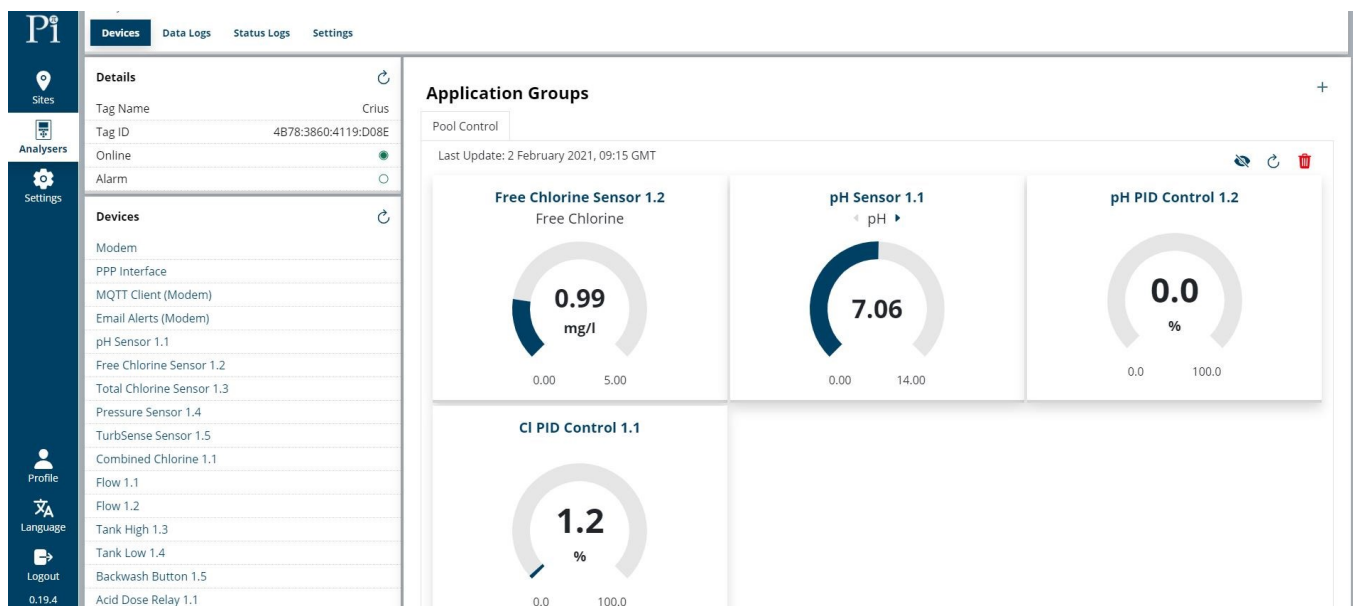 Pi
Sites
Analysers
Settings
Profile
Language
Logout
0.19.4
Devices Data Logs Status Logs Settings
Details
Tag Name Crius
Tag ID 4B78:3860:4119:D08E
Online
Alarm
Devices
Modem
PPP Interface
MQTT Client (Modem)
Email Alerts (Modem)
pH Sensor 1.1
Free Chlorine Sensor 1.2
Total Chlorine Sensor 1.3
Pressure Sensor 1.4
TurbSense Sensor 1.5
Combined Chlorine 1.1
Flow 1.1
Flow 1.2
Tank High 1.3
Tank Low 1.4
Backwash Button 1.5
Acid Dose Relay 1.1
Application Groups +
Pool Control
Last Update: 2 February 2021, 09:15 GMT
Free Chlorine Sensor 1.2
Free Chlorine
0.99
mg/l
0.00 5.00
pH Sensor 1.1
pH
7.06
0.00 14.00
pH PID Control 1.2
0.0
%
0.0 100.0
Cl PID Control 1.1
1.2
%
0.0 100.0